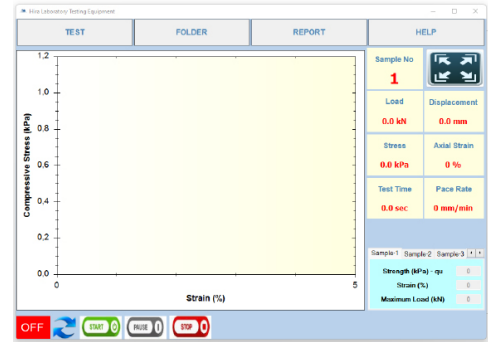 Hira Laboratory Testing Equipment
TEST FOLDER REPORT HELP
1,2
1,0
0,8
0,6
0,4
0,2
0,0
Compressive Stress (kPa)
0 5
Strain (%)
Sample No
1
Load Displacement
0.0 kN 0.0 mm
Stress Axial Strain
0.0 kPa 0 %
Test Time Pace Rate
0.0 sec 0 mm/min
Sample-1 Sample-2 Sample-3
Strength (kPa) - qu 0
Strain (%) 0
Maximum Load (kN) 0
OFF START PAUSE STOP